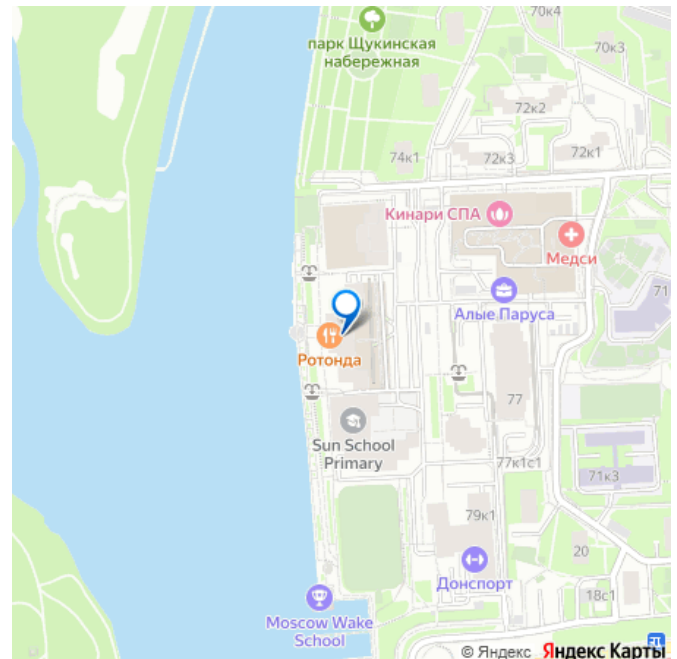 70к4
парк Щукинская
набережная
70к3
72к2
74к1
72к3
72к1
Кинари СПА
Медси
71
Алые Паруса
Ротонда
77
Sun School
Primary
77к1с1
71к3
79к1
20
Донспорт
18с1
Moscow Wake
School
© Яндекс Яндекс Карты